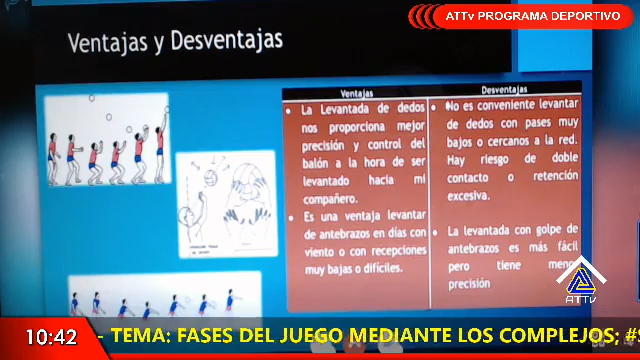 ATTv PROGRAMA DEPORTIVO
Ventajas y Desventajas
Ventajas
La Levantada de dedos
nos proporciona mejor
precisión y control del
balón a la hora de ser
levantado hacia mi
compañero.
Es una ventaja levantar
de antebrazos en días con
viento o con recepciones
muy bajas o difíciles.
Desventajas
No es conveniente levantar
de dedos con pases muy
bajos o cercanos a la red.
Hay riesgo de doble
contacto o retención
excesiva.
La levantada con golpe de
antebrazos es más fácil
pero tiene menos
precisión
ATTv
10:42
- TEMA: FASES DEL JUEGO MEDIANTE LOS COMPLEJOS; #